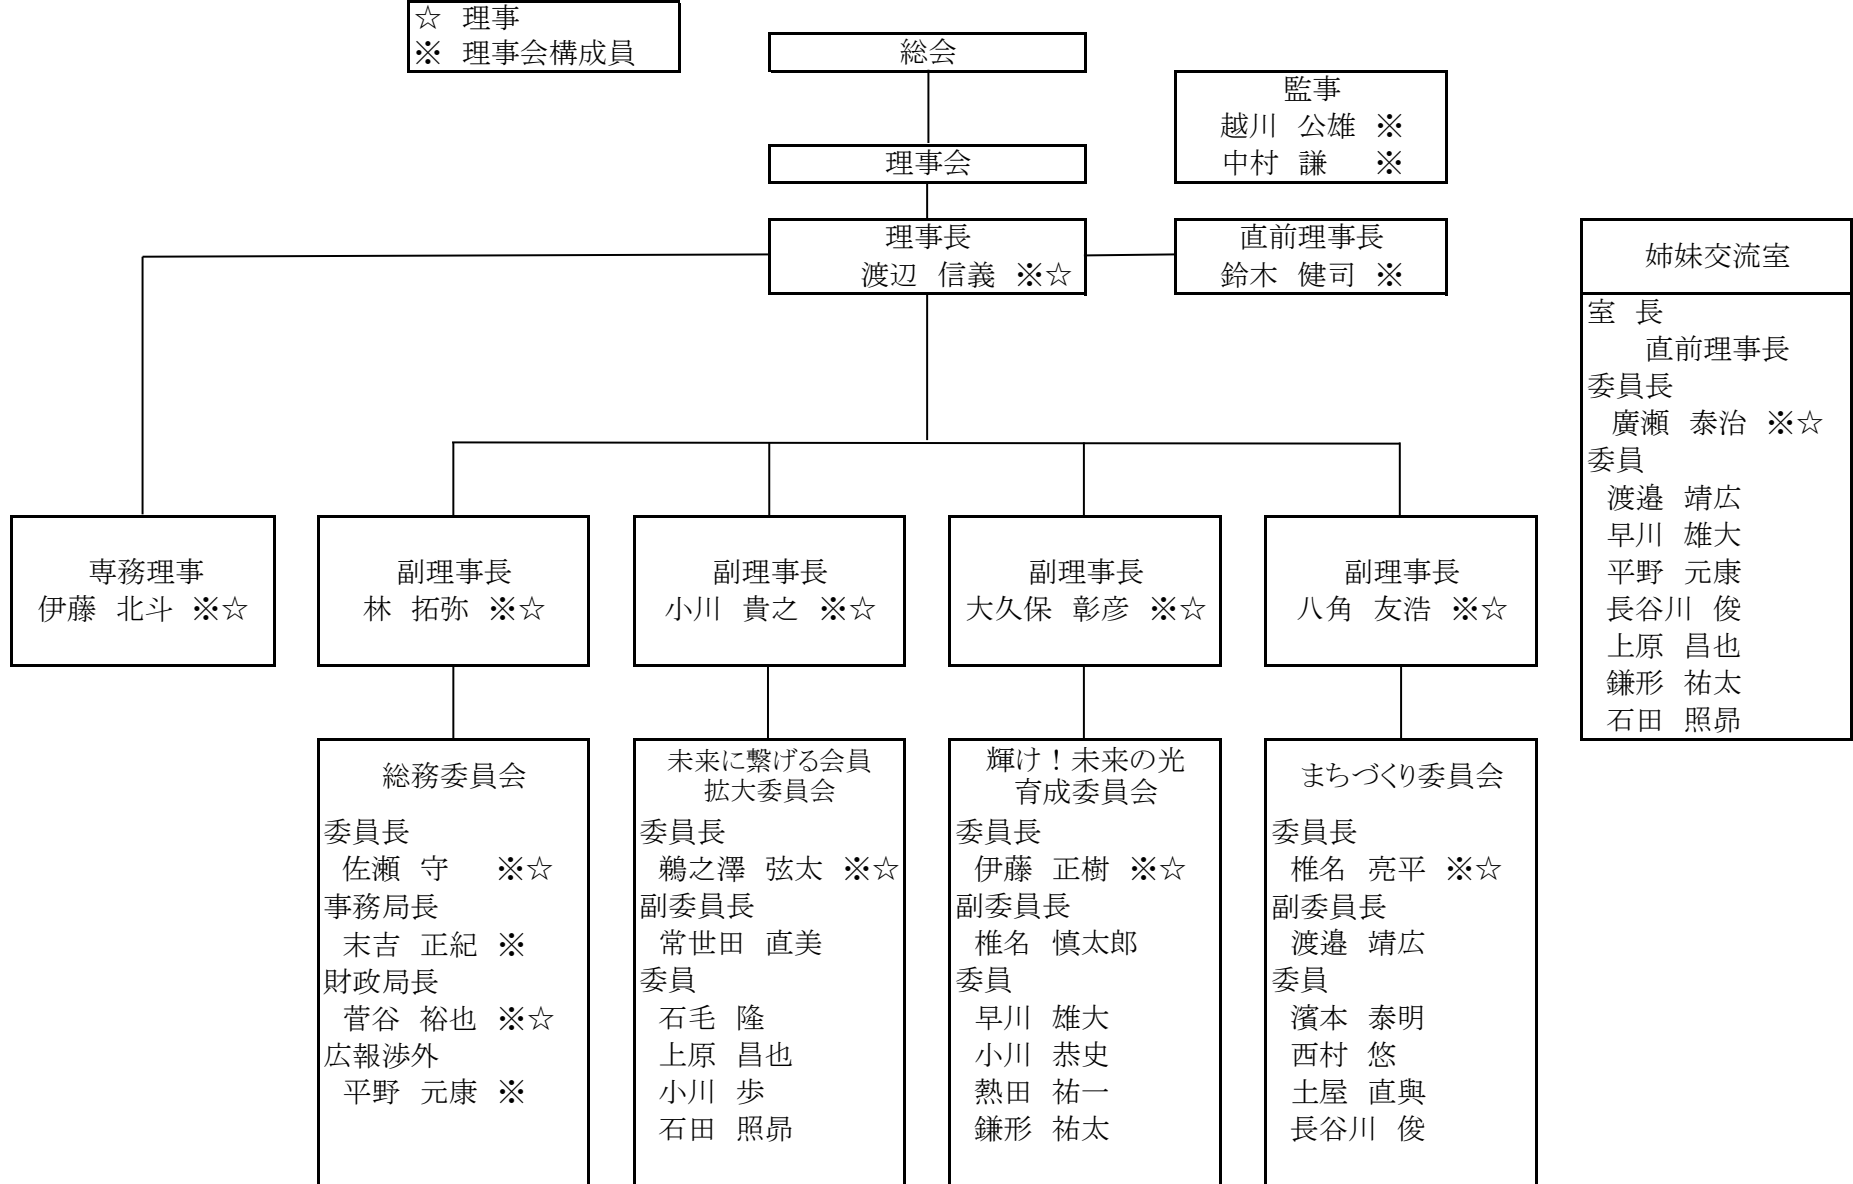 ☆ 理事
※ 理事会構成員
総会
監事
越川 公雄 ※
中村 謙 ※
理事会
理事長
渡辺 信義 ※☆
直前理事長
鈴木 健司 ※
姉妹交流室
室 長
直前理事長
委員長
廣瀬 泰治 ※☆
委員
渡邉 靖広
早川 雄大
平野 元康
長谷川 俊
上原 昌也
鎌形 祐太
石田 照昴
専務理事
伊藤 北斗 ※☆
副理事長
林 拓弥 ※☆
副理事長
小川 貴之 ※☆
副理事長
大久保 彰彦 ※☆
副理事長
八角 友浩 ※☆
総務委員会
委員長
佐瀬 守 ※☆
事務局長
末吉 正紀 ※
財政局長
菅谷 裕也 ※☆
広報渉外
平野 元康 ※
未来に繋げる会員
拡大委員会
委員長
鵜之澤 弦太 ※☆
副委員長
常世田 直美
委員
石毛 隆
上原 昌也
小川 歩
石田 照昴
輝け！未来の光
育成委員会
委員長
伊藤 正樹 ※☆
副委員長
椎名 慎太郎
委員
早川 雄大
小川 恭史
熱田 祐一
鎌形 祐太
まちづくり委員会
委員長
椎名 亮平 ※☆
副委員長
渡邉 靖広
委員
濱本 泰明
西村 悠
土屋 直與
長谷川 俊